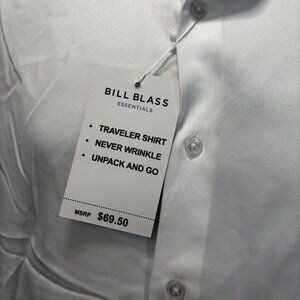 BILL BLASS
ESSENTIALS
• TRAVELER SHIRT
• NEVER WRINKLE
• UNPACK AND GO
MSRP $69.50